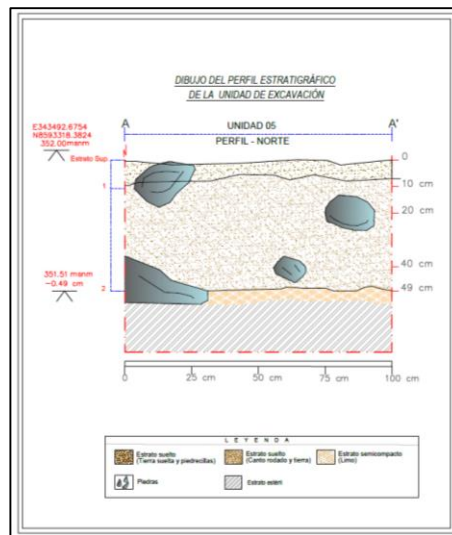 DIBUJO DEL PERFIL ESTRATIGRÁFICO
DE LA UNIDAD DE EXCAVACIÓN
E343492.6754
N8593318.3824
352.00manm
A
UNIDAD 05
A'
PERFIL - NORTE
Estrato Sup.
0
1
10 cm
20 cm
40 cm
351.51 manm
-0.49 cm
2
49 cm
0
25 cm
50 cm
75 cm
100 cm
LEYENDA
Estrato suelto
(Tierra suelta y piedrecillas)
Estrato suelto
(Canto rodado y tierra)
Estrato semicompacto
(Limo)
Piedras
Estrato estéril